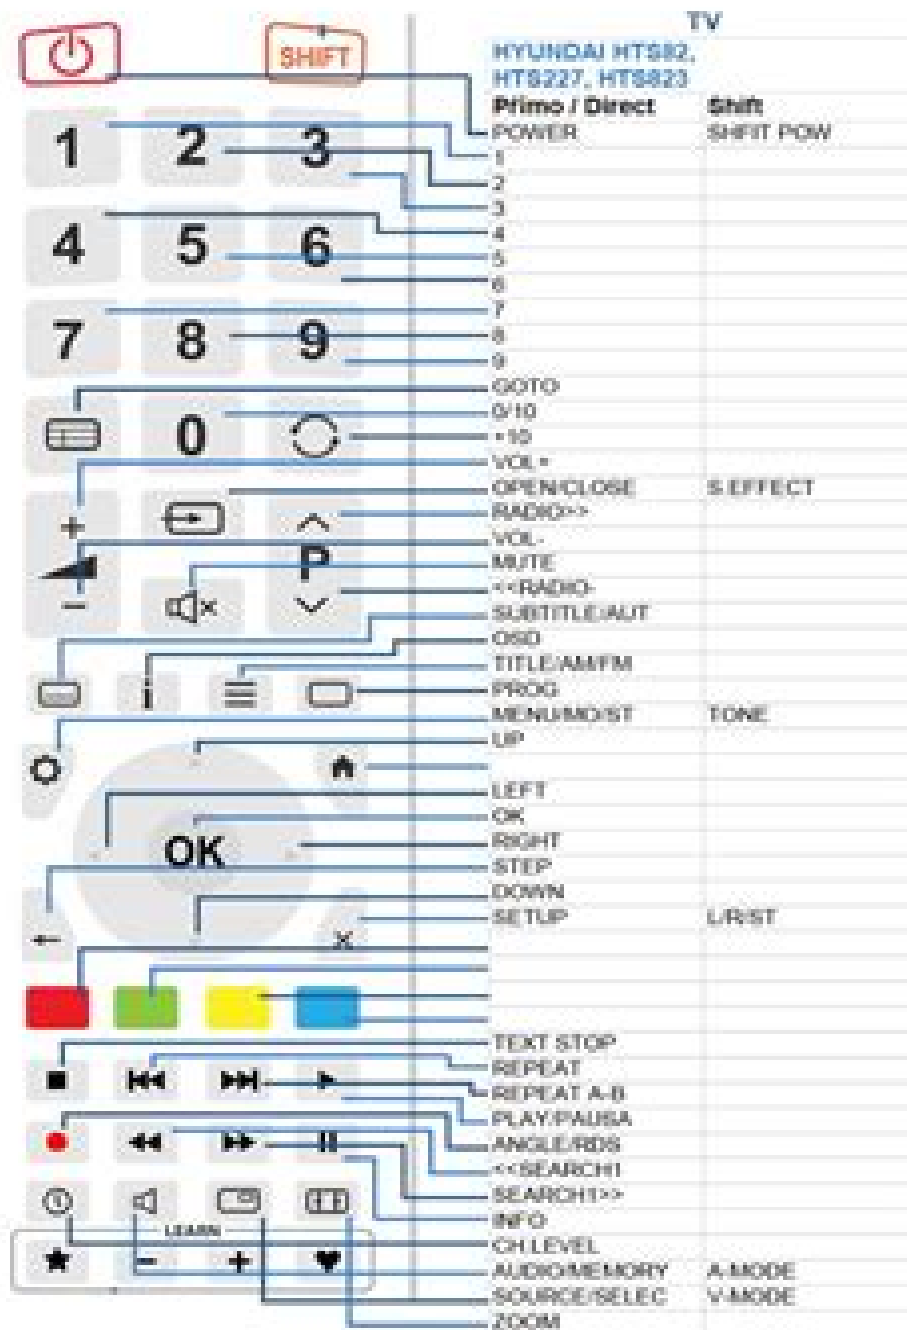 TV
SHIFT
HYUNDAI HTS82,
HTS227, HTS823
Primo / Direct Shift
POWER SHFIT POW
1 2 3
1
2
3
4 5 6
4
5
6
7 8 9
7
8
9
GOTO
0
0/10
+10
VOL+
OPEN/CLOSE S.EFFECT
RADIO>>
VOL-
P
MUTE
<<RADIO-
SUBTITLE/AUT
OSD
TITLE/AM/FM
PROG
MENU/MO/ST TONE
UP
LEFT
OK
OK
RIGHT
STEP
DOWN
SETUP L/R/ST
TEXT STOP
REPEAT
REPEAT A-B
PLAY/PAUSA
ANGLE/RDS
<<SEARCH1
SEARCH1>>
INFO
LEARN
CH.LEVEL
AUDIO/MEMORY A-MODE
SOURCE/SELEC V-MODE
ZOOM